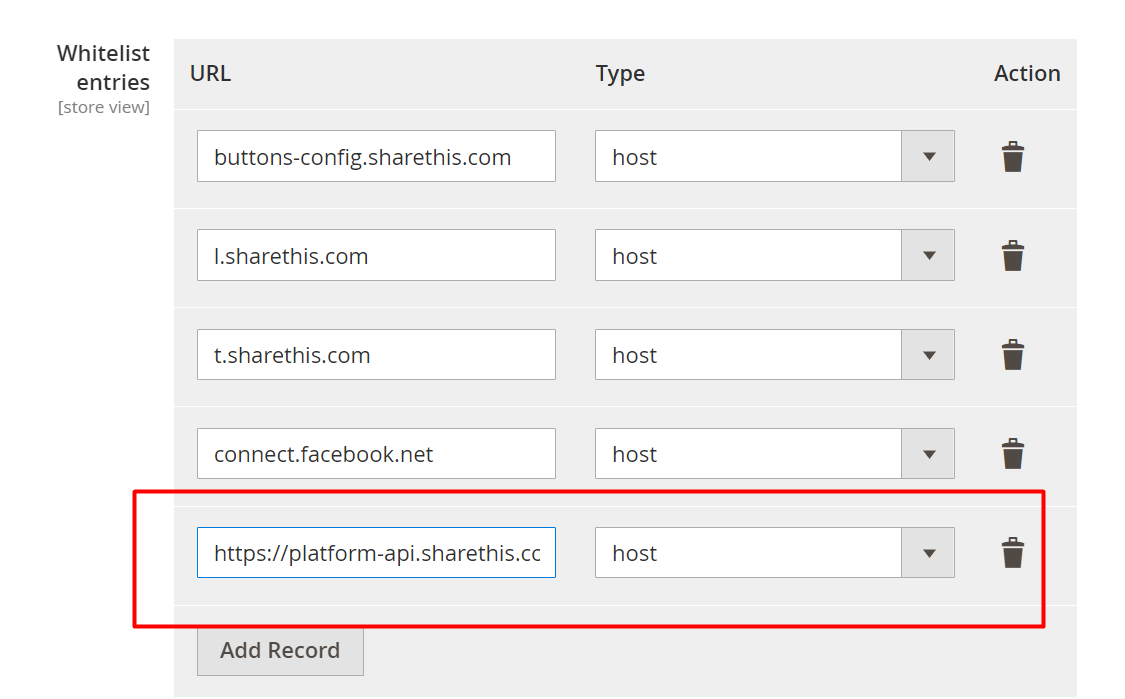 Whitelist
entries
[store view]
URL Type Action
buttons-config.sharethis.com host
l.sharethis.com host
t.sharethis.com host
connect.facebook.net host
https://platform-api.sharethis.cc host
Add Record